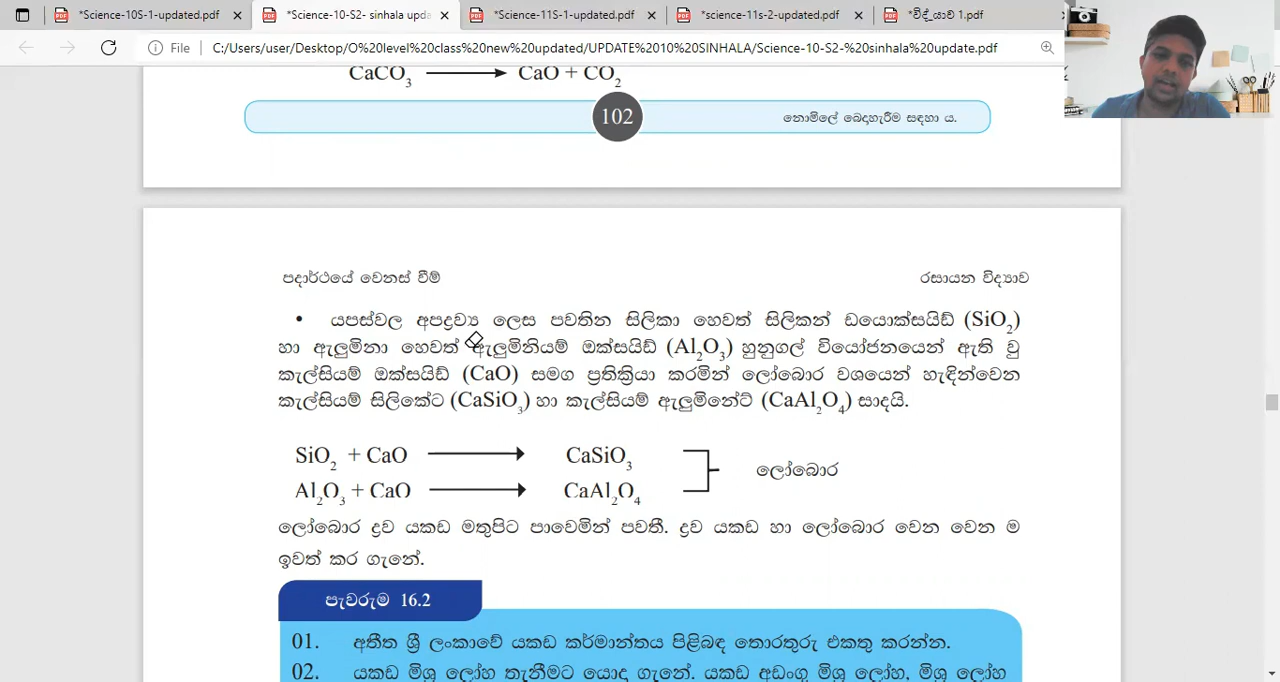 *Science-10S-1-updated.pdf
*Science-10-S2- sinhala upda
*Science-11S-1-updated.pdf
*science-11s-2-updated.pdf
File C:/Users/user/Desktop/O%20level%20class%20new%20updated/UPDATE%2010%20SINHALA/Science-10-S2-%20sinhala%20update.pdf
CaCO3 → CaO + CO2
102 නොමිලේ බෙදාහැරීම සඳහා ය.
පදාර්ථයේ වෙනස් වීම් රසායන විද්‍යාව
• යපස්වල අපද්‍රව්‍ය ලෙස පවතින සිලිකා හෙවත් සිලිකන් ඩයොක්සයිඩ් (SiO2)
හා ඇලුමිනා හෙවත් ඇලුමිනියම් ඔක්සයිඩ් (Al2O3) හුනුගල් වියෝජනයෙන් ඇති වු
කැල්සියම් ඔක්සයිඩ් (CaO) සමග ප්‍රතික්‍රියා කරමින් ලෝබොර වශයෙන් හැඳින්වෙන
කැල්සියම් සිලිකේට (CaSiO3) හා කැල්සියම් ඇලුමිනේට් (CaAl2O4) සාදයි.
SiO2 + CaO → CaSiO3
ලෝබොර
Al2O3 + CaO → CaAl2O4
ලෝබොර ද්‍රව යකඩ මතුපිට පාවෙමින් පවතී. ද්‍රව යකඩ හා ලෝබොර වෙන වෙන ම
ඉවත් කර ගැනේ.
පැවරුම 16.2
01. අතීත ශ්‍රී ලංකාවේ යකඩ කර්මාන්තය පිළිබඳ තොරතුරු එකතු කරන්න.
02. යකඩ මිශ්‍ර ලෝහ තැනීමට යොදා ගැනේ. යකඩ අඩංගු මිශ්‍ර ලෝහ, මිශ්‍ර ලෝහ